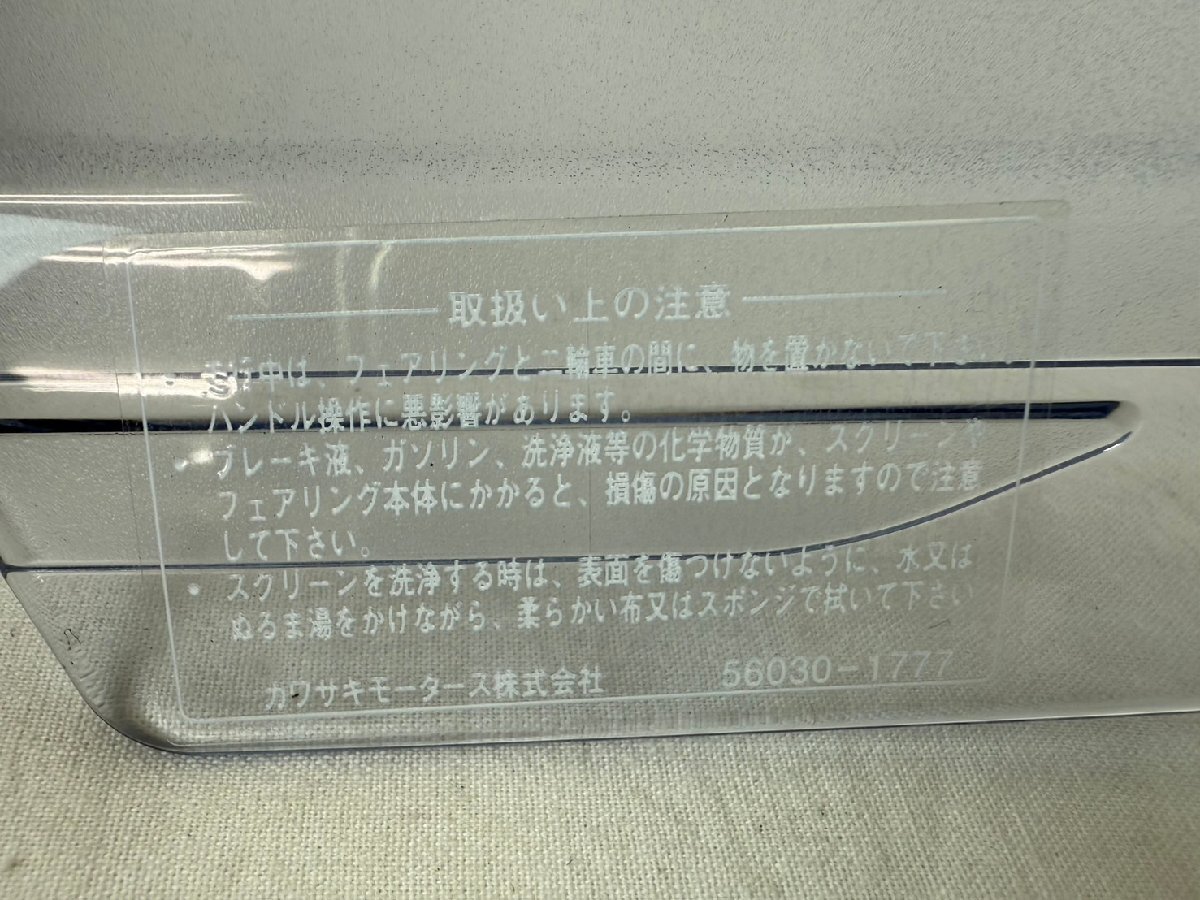 取扱い上の注意
● 走行中は、フェアリングと二輪車の間に、物を置かないで下さい。
ハンドル操作に悪影響があります。
● ブレーキ液、ガソリン、洗浄液等の化学物質が、スクリーンや
フェアリング本体にかかると、損傷の原因となりますので注意
して下さい。
● スクリーンを洗浄する時は、表面を傷つけないように、水又は
ぬるま湯をかけながら、柔らかい布又はスポンジで拭いて下さい
カワサキモータース株式会社 56030-1777